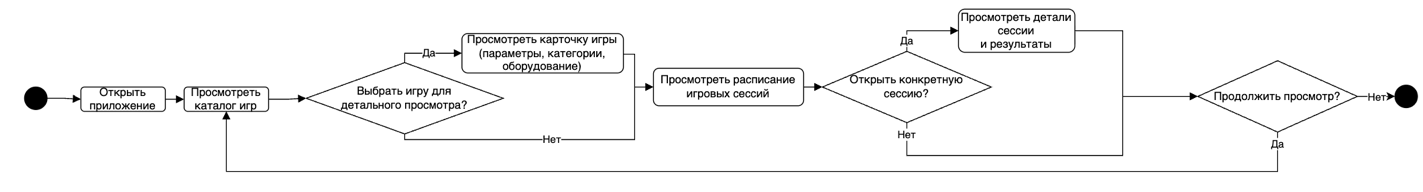 Открыть
приложение
Просмотреть
каталог игр
Выбрать игру для
детального просмотра?
Да
Просмотреть карточку игры
(параметры, категории,
оборудование)
Нет
Просмотреть расписание
игровых сессий
Открыть конкретную
сессию?
Да
Просмотреть детали
сессии
и результаты
Нет
Продолжить просмотр?
Нет
Да